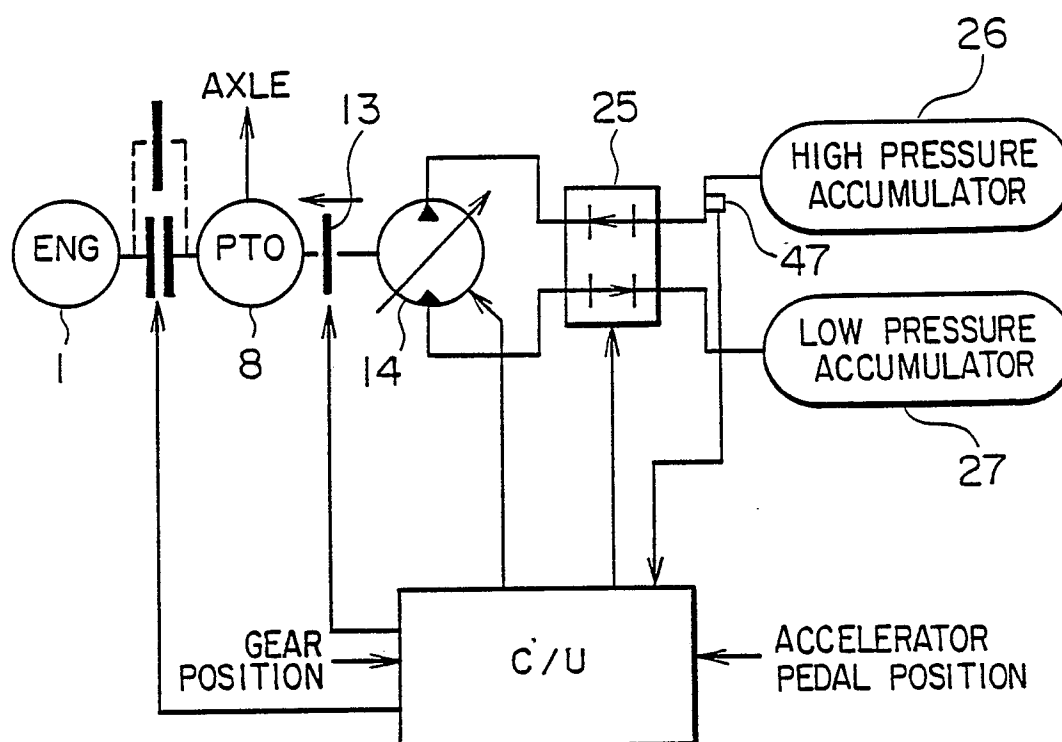 26
AXLE
13
25
HIGH PRESSURE
ACCUMULATOR
ENG
PTO
47
1
8
14
LOW PRESSURE
ACCUMULATOR
27
GEAR
POSITION
C/U
ACCELERATOR
PEDAL POSITION